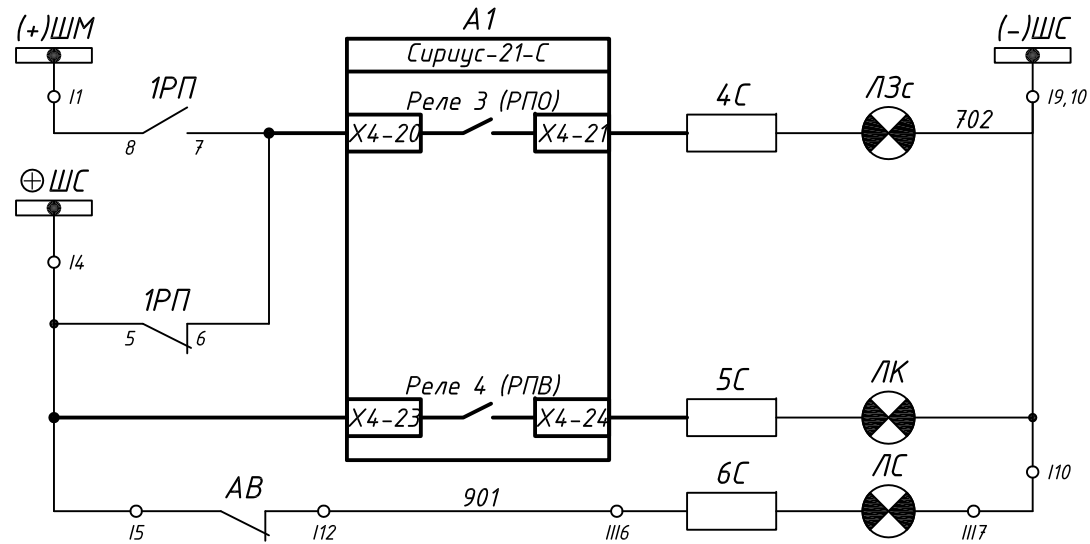 (+)ШМ
А1
(-)ШС
Сириус-21-С
I1
1РП
Реле 3 (РПО)
4С
ЛЗс
I9,10
8
7
Х4-20
Х4-21
702
⊕ШС
I4
1РП
5
6
Реле 4 (РПВ)
5С
ЛК
Х4-23
Х4-24
6С
ЛС
I10
АВ
901
I5
I12
III6
III7